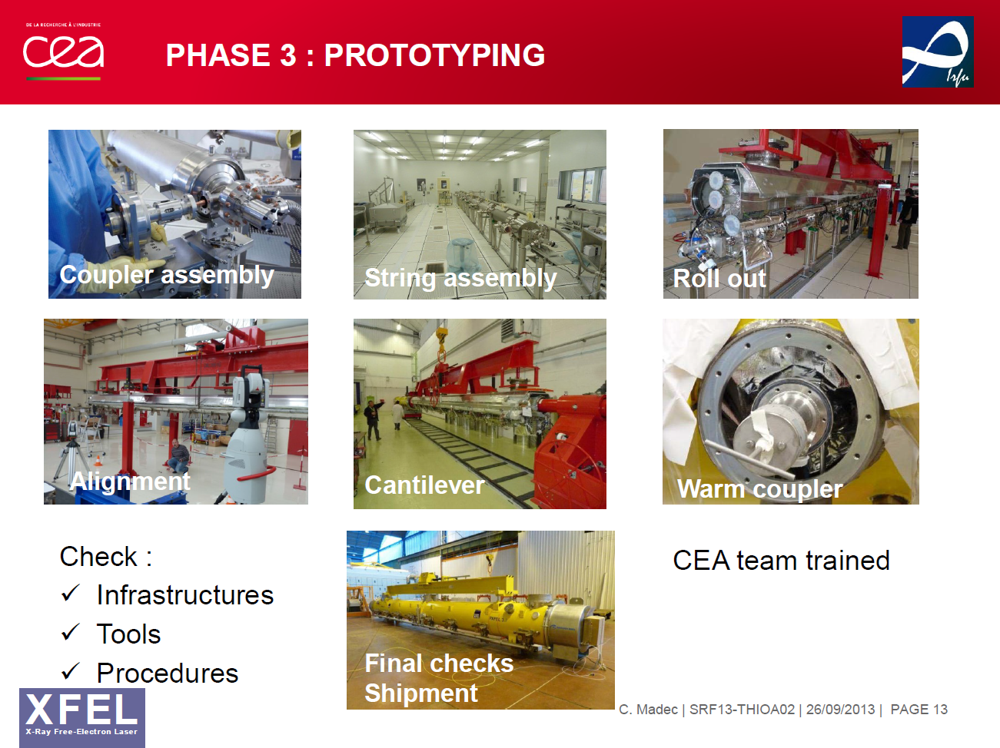 DE LA RECHERCHE À L'INDUSTRIE
cea
PHASE 3 : PROTOTYPING
Irfu
Coupler assembly
String assembly
Roll out
Alignment
Cantilever
Warm coupler
Check :
✓ Infrastructures
✓ Tools
✓ Procedures
Final checks
Shipment
CEA team trained
XFEL
X-Ray Free-Electron Laser
C. Madec | SRF13-THIOA02 | 26/09/2013 | PAGE 13